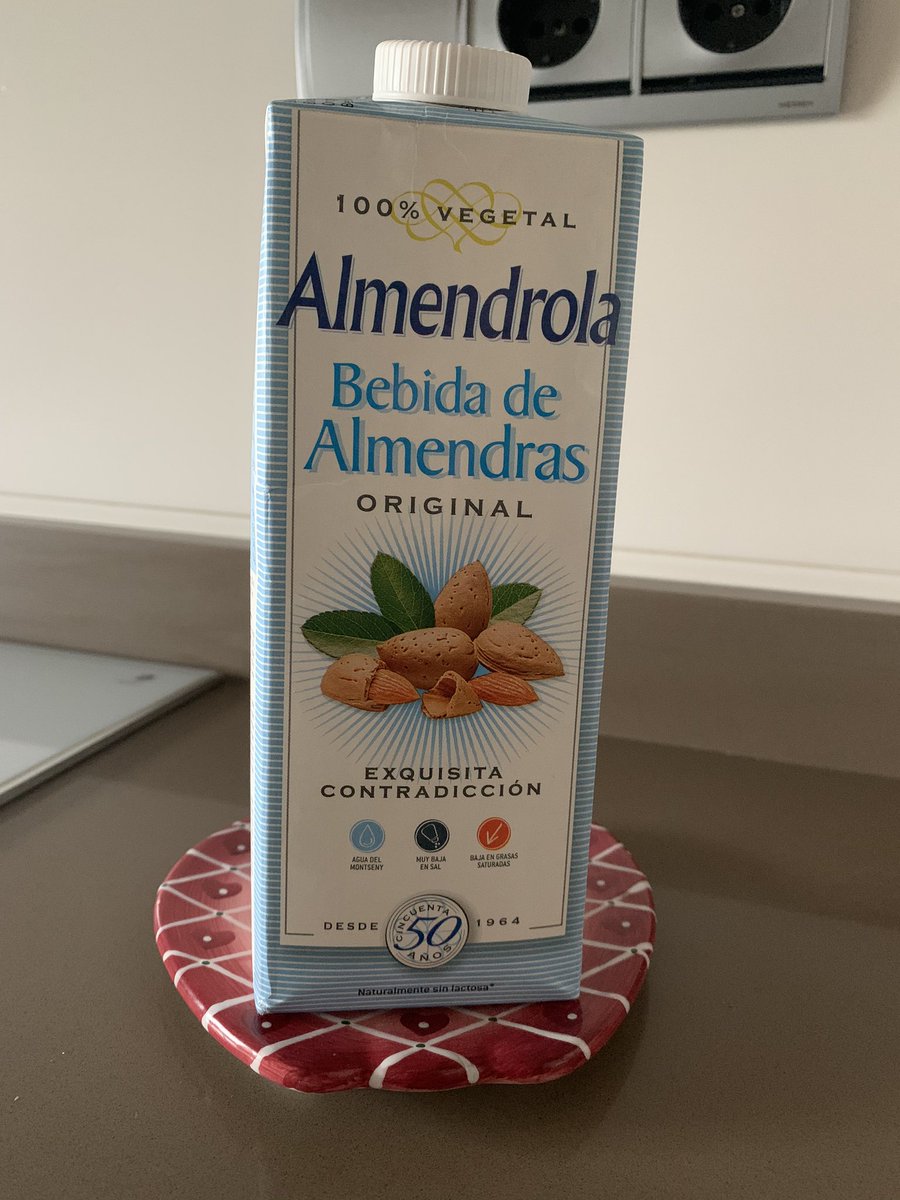 100% VEGETAL
Almendrola
Bebida de
Almendras
ORIGINAL
EXQUISITA
CONTRADICCIÓN
AGUA DEL
MONTSENY
MUY BAJA
EN SAL
BAJA EN GRASAS
SATURADAS
DESDE 1964
CINCUENTA
50
AÑOS
Naturalmente sin lactosa*